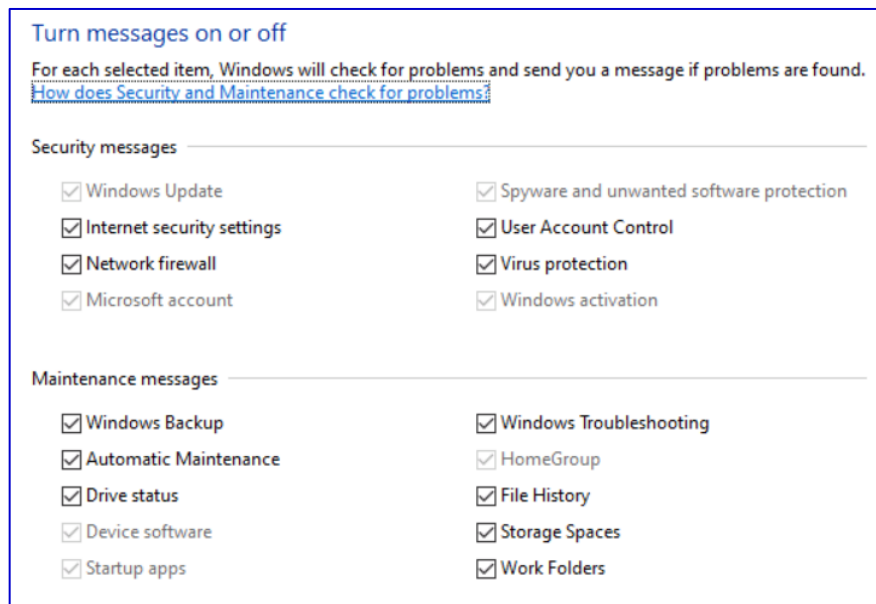 Turn messages on or off
For each selected item, Windows will check for problems and send you a message if problems are found.
How does Security and Maintenance check for problems?
Security messages
Windows Update
Spyware and unwanted software protection
Internet security settings
User Account Control
Network firewall
Virus protection
Microsoft account
Windows activation
Maintenance messages
Windows Backup
Windows Troubleshooting
Automatic Maintenance
HomeGroup
Drive status
File History
Device software
Storage Spaces
Startup apps
Work Folders